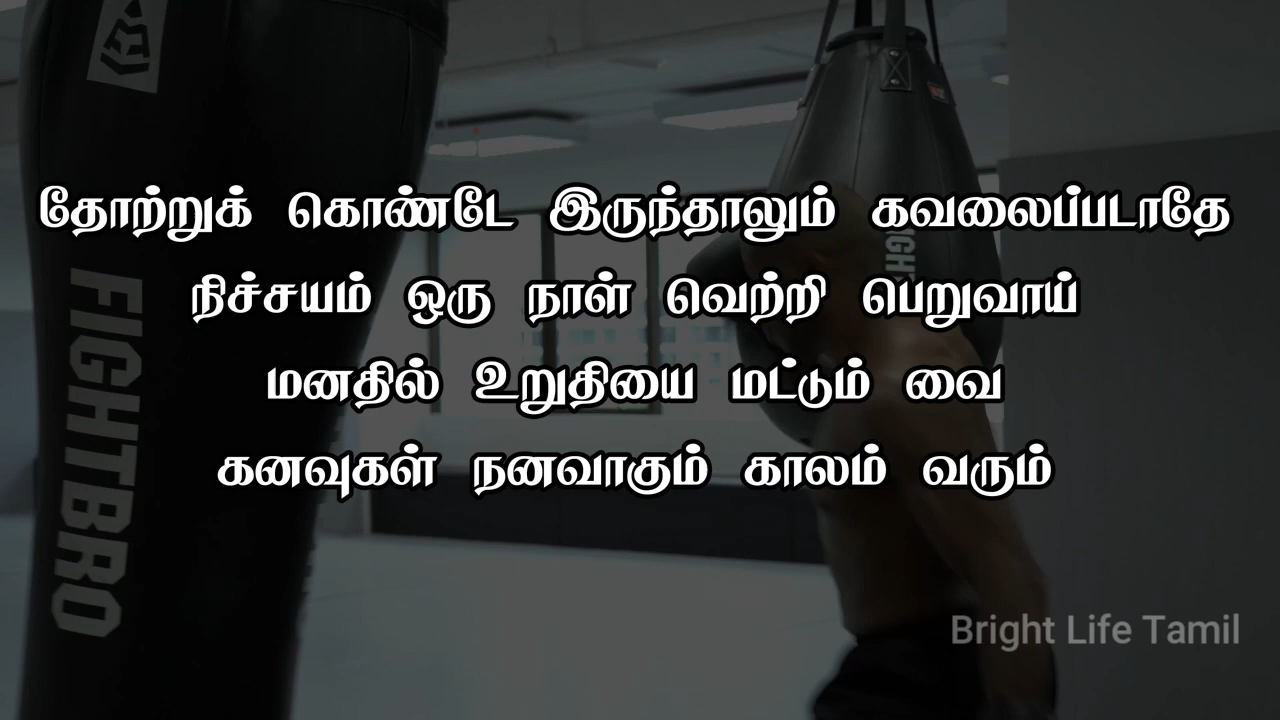 தோற்றுக் கொண்டே இருந்தாலும் கவலைப்படாதே
நிச்சயம் ஒரு நாள் வெற்றி பெறுவாய்
மனதில் உறுதியை மட்டும் வை
கனவுகள் நனவாகும் காலம் வரும்
FIGHTBRO
Bright Life Tamil